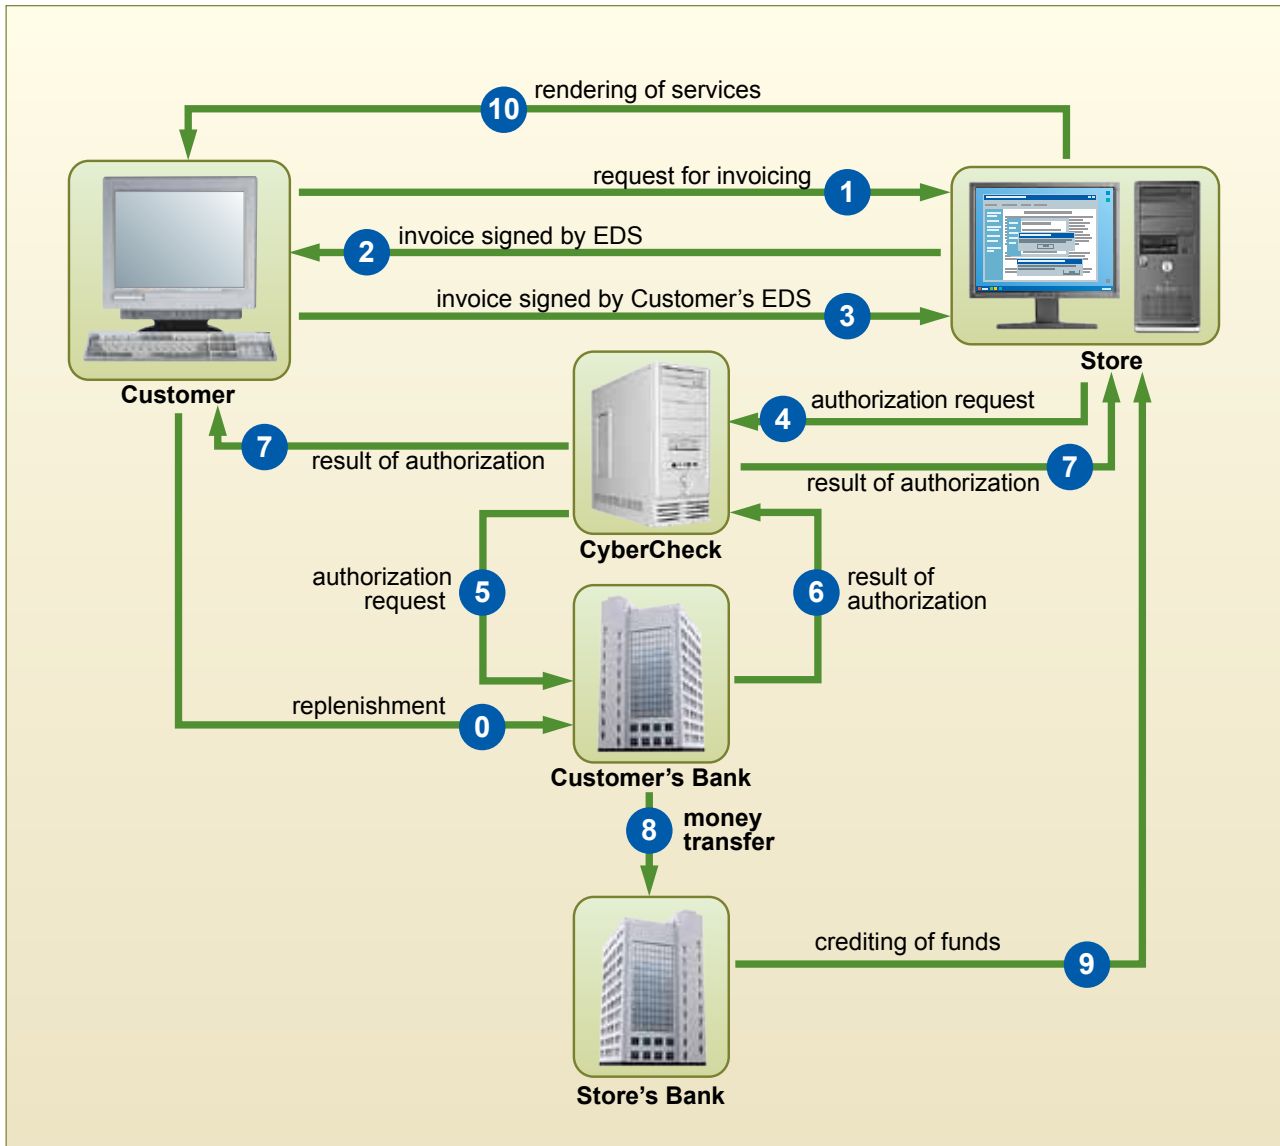 rendering of services
10
request for invoicing
1
invoice signed by EDS
2
invoice signed by Customer's EDS
3
Customer
Store
authorization request
4
7
result of authorization
7
result of authorization
CyberCheck
authorization
request
5
6
result of
authorization
replenishment
0
Customer's Bank
8
money
transfer
crediting of funds
9
Store's Bank